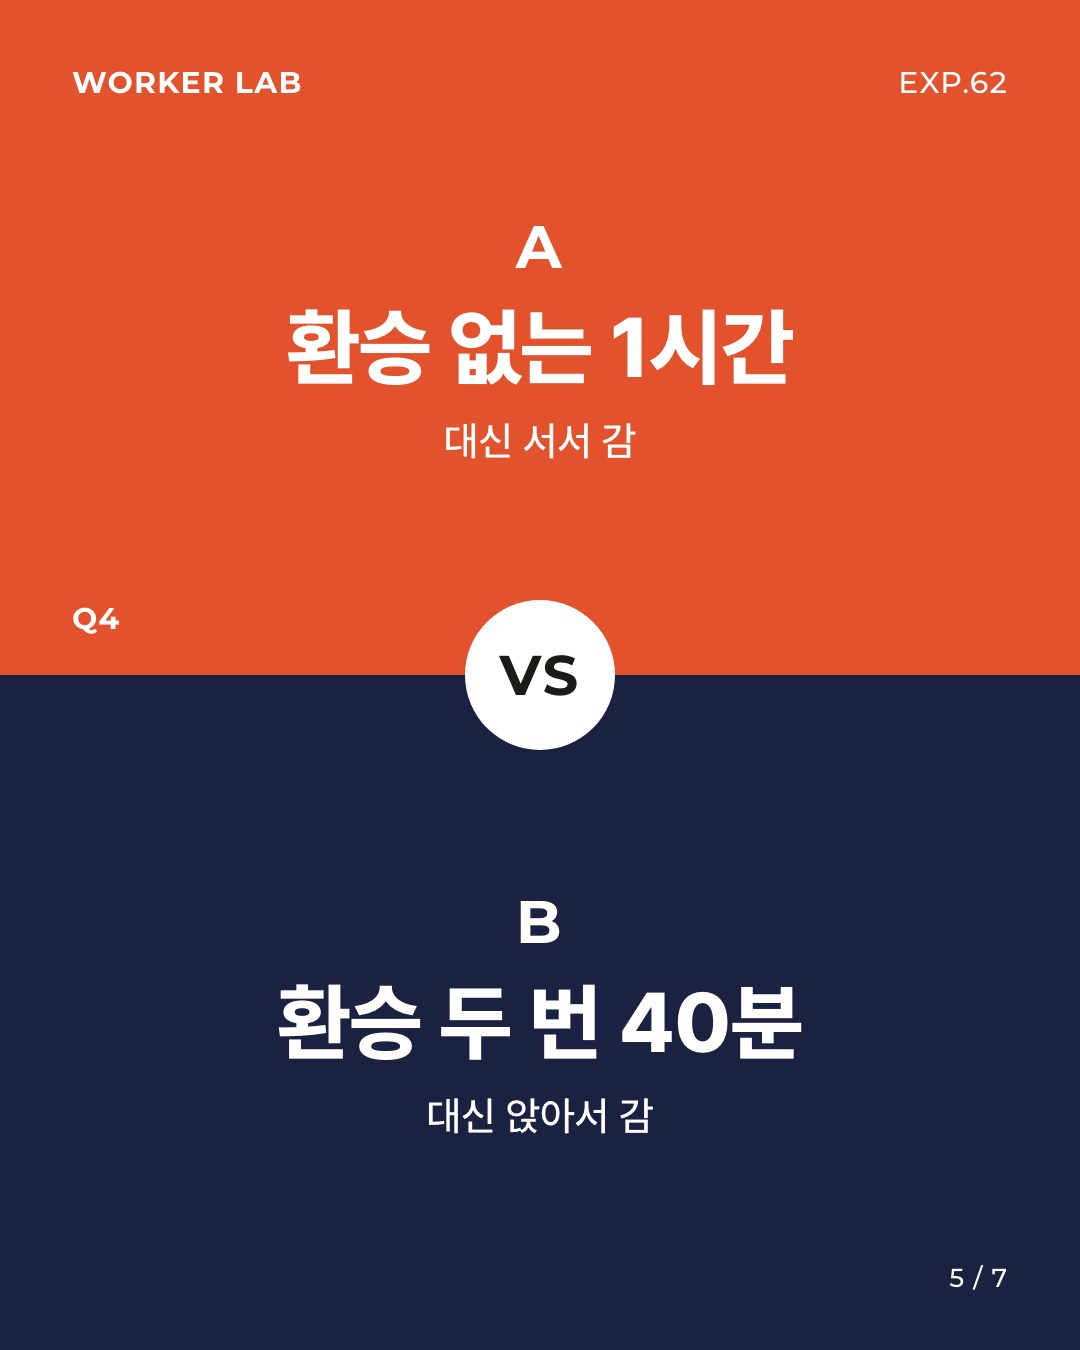 WORKER LAB
EXP.62
A
환승 없는 1시간
대신 서서 감
Q4
VS
B
환승 두 번 40분
대신 앉아서 감
5 / 7